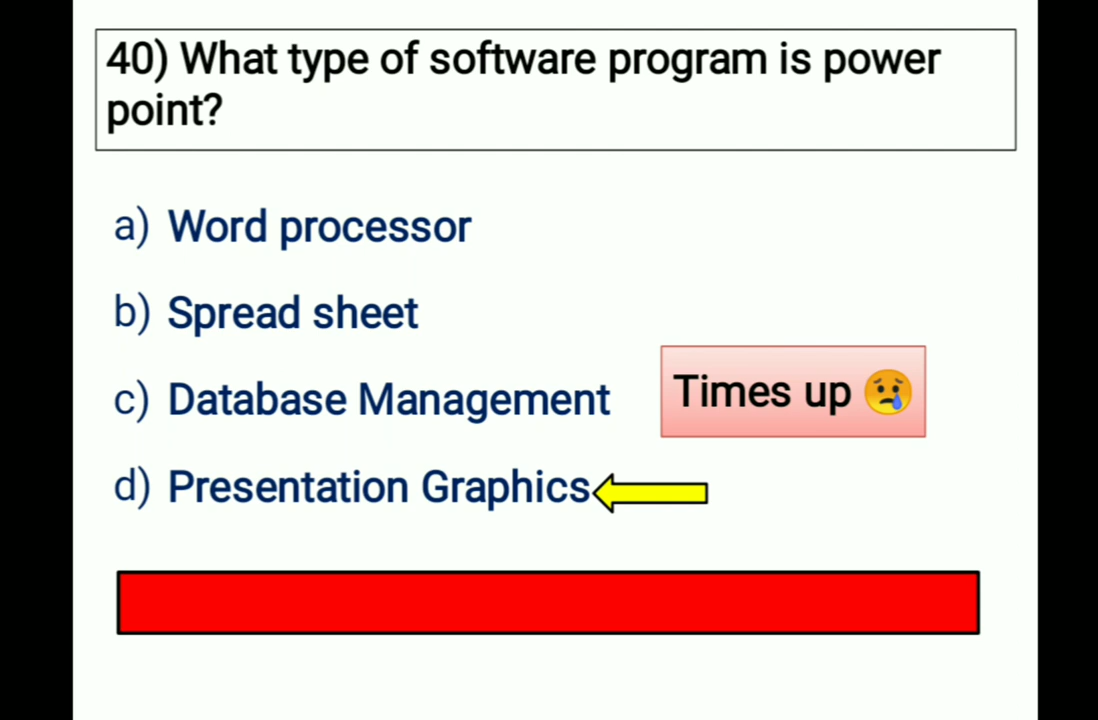 40) What type of software program is power
point?
a) Word processor
b) Spread sheet
c) Database Management
Times up 😢
d) Presentation Graphics